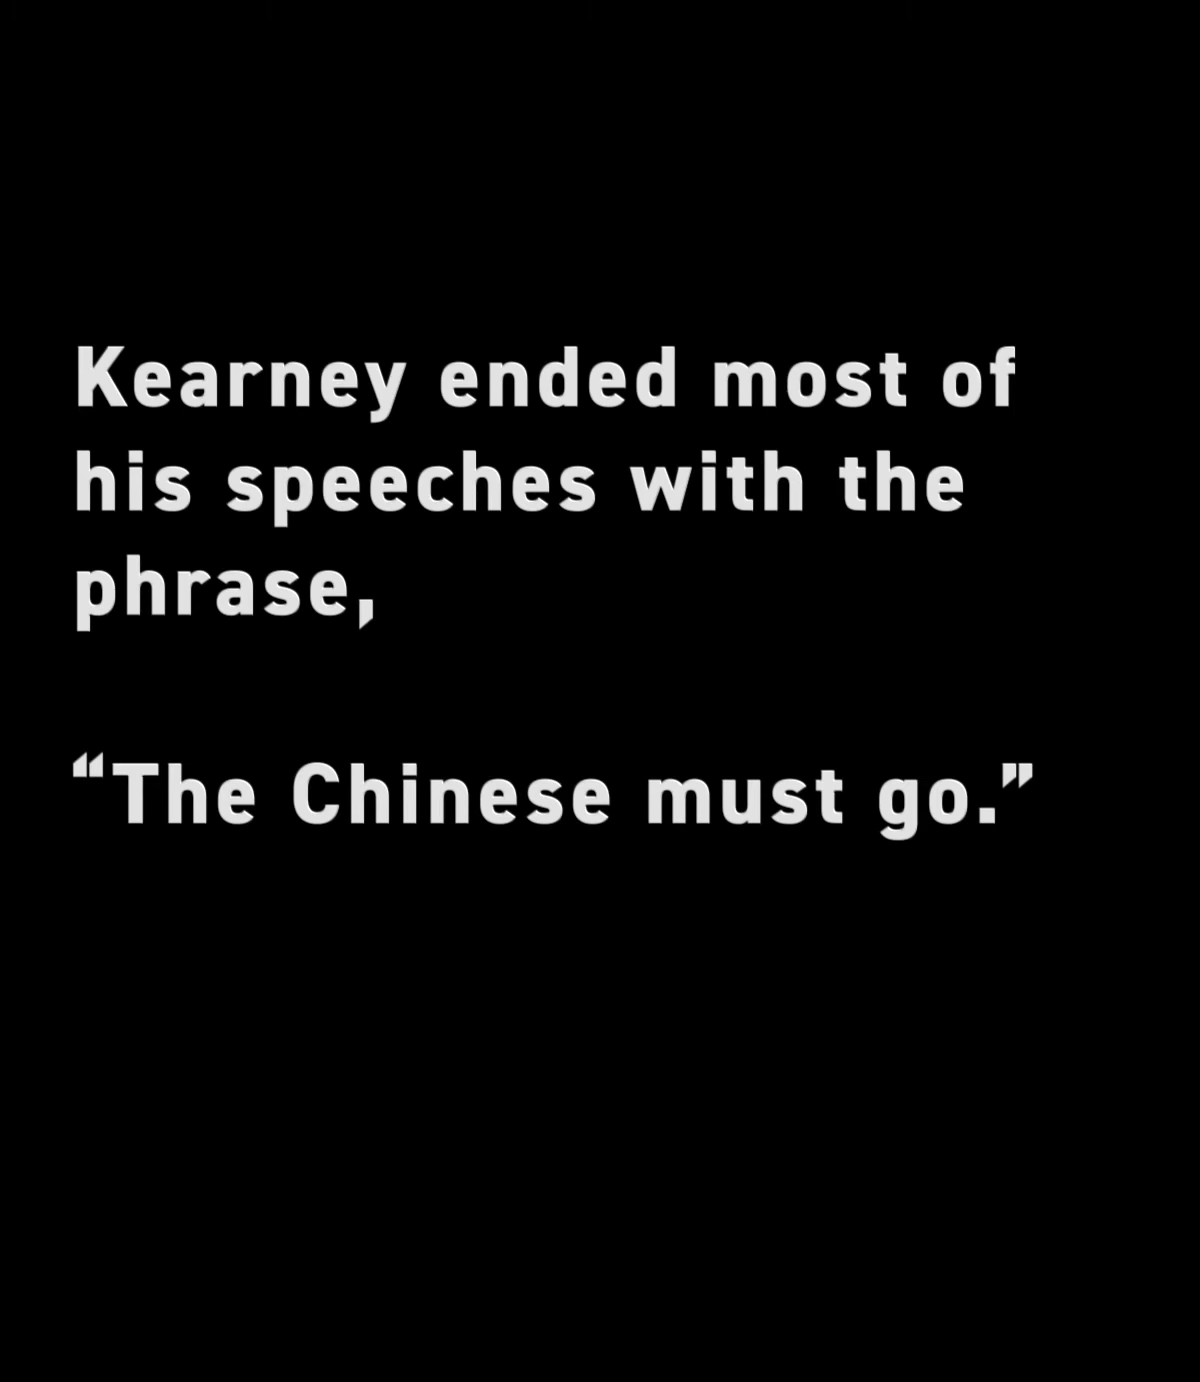 Kearney ended most of
his speeches with the
phrase,
“The Chinese must go.”